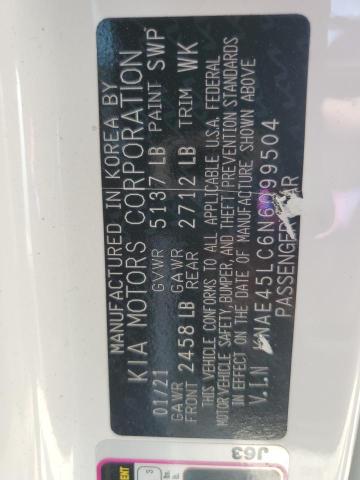 MANUFACTURED IN KOREA BY
KIA MOTORS CORPORATION
01/21 GVWR 5137 LB PAINT SWP
GAWR FRONT 2458 LB GAWR REAR 2712 LB TRIM WK
THIS VEHICLE CONFORMS TO ALL APPLICABLE U.S.A. FEDERAL
MOTOR VEHICLE SAFETY, BUMPER, AND THEFT PREVENTION STANDARDS
IN EFFECT ON THE DATE OF MANUFACTURE SHOWN ABOVE
V.I.N
PASSENGER CAR
J63